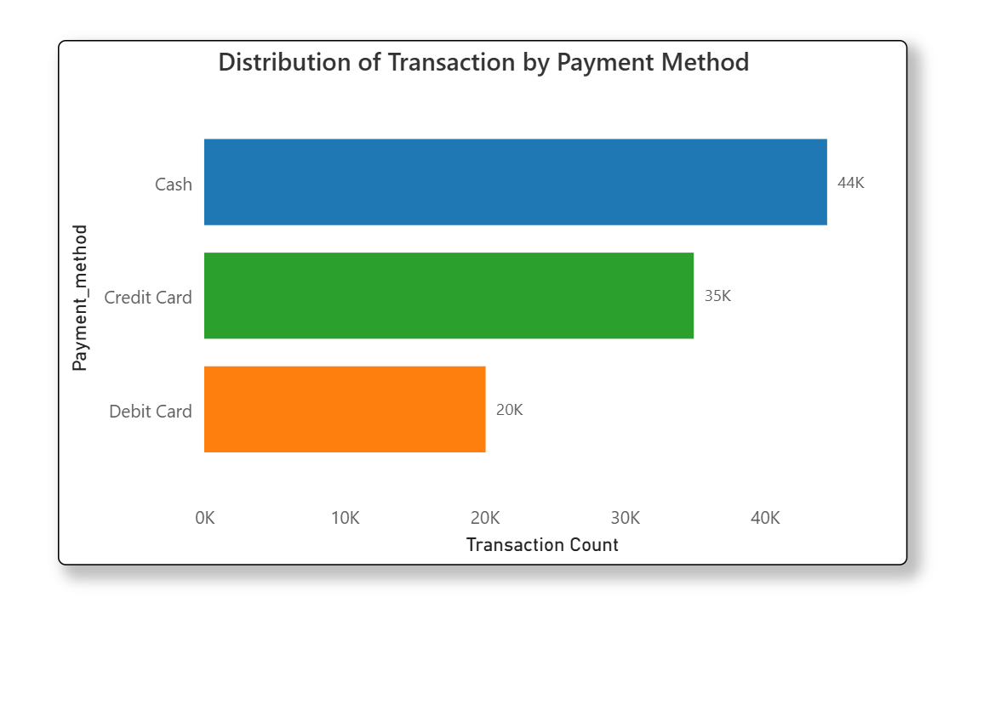 Distribution of Transaction by Payment Method
Payment_method
Cash
44K
Credit Card
35K
Debit Card
20K
0K 10K 20K 30K 40K
Transaction Count